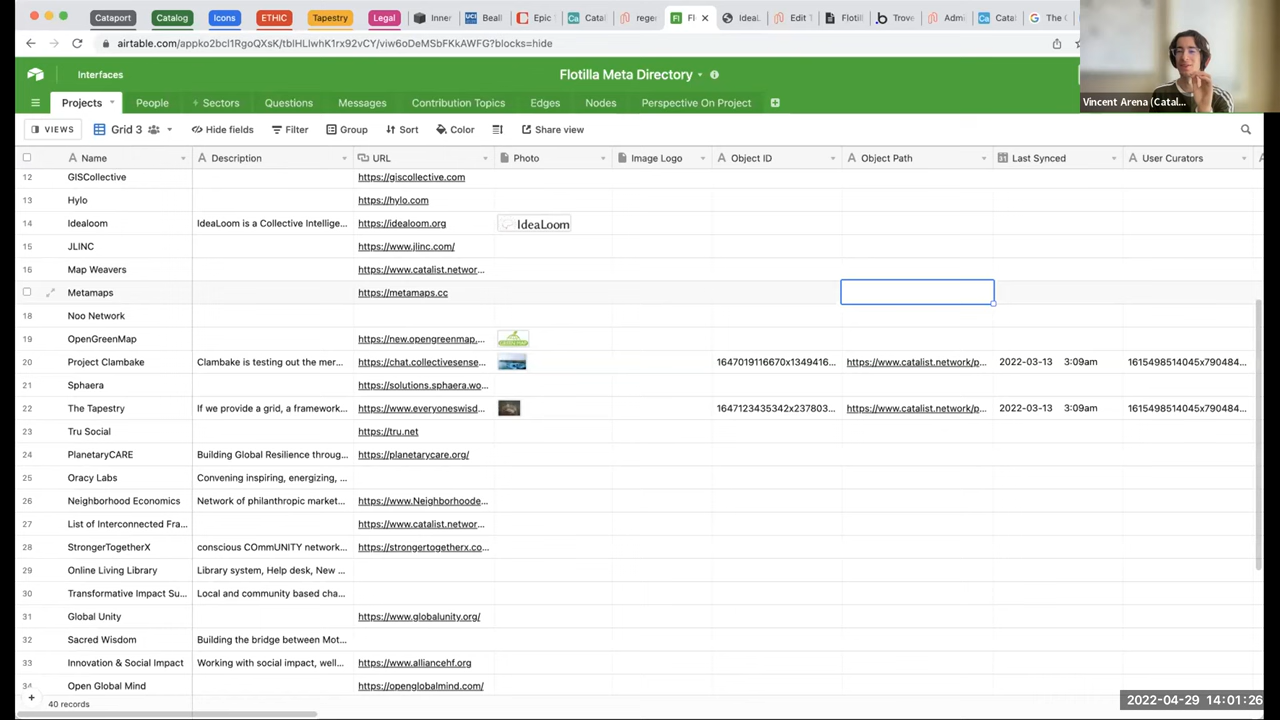 Cataport Catalog Icons ETHIC Tapestry Legal Inner Beall Epic Catal reger Fl IdeaL Edit Flotill Trove Adm Catal The
airtable.com/appko2bcl1RgoQXsK/tblHLlwhK1rx92vCY/viw6oDeMSbFKkAWFG?blocks=hide
Interfaces
Flotilla Meta Directory
Projects People + Sectors Questions Messages Contribution Topics Edges Nodes Perspective On Project
Vincent Arena (Catal...
VIEWS Grid 3 Hide fields Filter Group Sort Color Share view
Name Description URL Photo Image Logo Object ID Object Path Last Synced User Curators
12 GISCollective https://giscollective.com
13 Hylo https://hylo.com
14 Idealoom IdeaLoom is a Collective Intellige... https://idealoom.org IdeaLoom
15 JLINC https://www.jlinc.com/
16 Map Weavers https://www.catalist.networ...
Metamaps https://metamaps.cc
18 Noo Network
19 OpenGreenMap https://new.opengreenmap....
20 Project Clambake Clambake is testing out the mer... https://chat.collectivesense... 1647019116670x1349416... https://www.catalist.network/p... 2022-03-13 3:09am 1615498514045x790484...
21 Sphaera https://solutions.sphaera.wo...
22 The Tapestry If we provide a grid, a framework... https://www.everyoneswisd... 1647123435342x237803... https://www.catalist.network/p... 2022-03-13 3:09am 1615498514045x790484...
23 Tru Social https://tru.net
24 PlanetaryCARE Building Global Resilience throug... https://planetarycare.org/
25 Oracy Labs Convening inspiring, energizing, ...
26 Neighborhood Economics Network of philanthropic market... https://www.Neighborhoode...
27 List of Interconnected Fra... https://www.catalist.networ...
28 StrongerTogetherX conscious COmmUNITY network... https://strongertogetherx.co...
29 Online Living Library Library system, Help desk, New ...
30 Transformative Impact Su... Local and community based cha...
31 Global Unity https://www.globalunity.org/
32 Sacred Wisdom Building the bridge between Mot...
33 Innovation & Social Impact Working with social impact, well... https://www.alliancehf.org
34 Open Global Mind https://openglobalmind.com/
+
40 records
2022-04-29 14:01:26